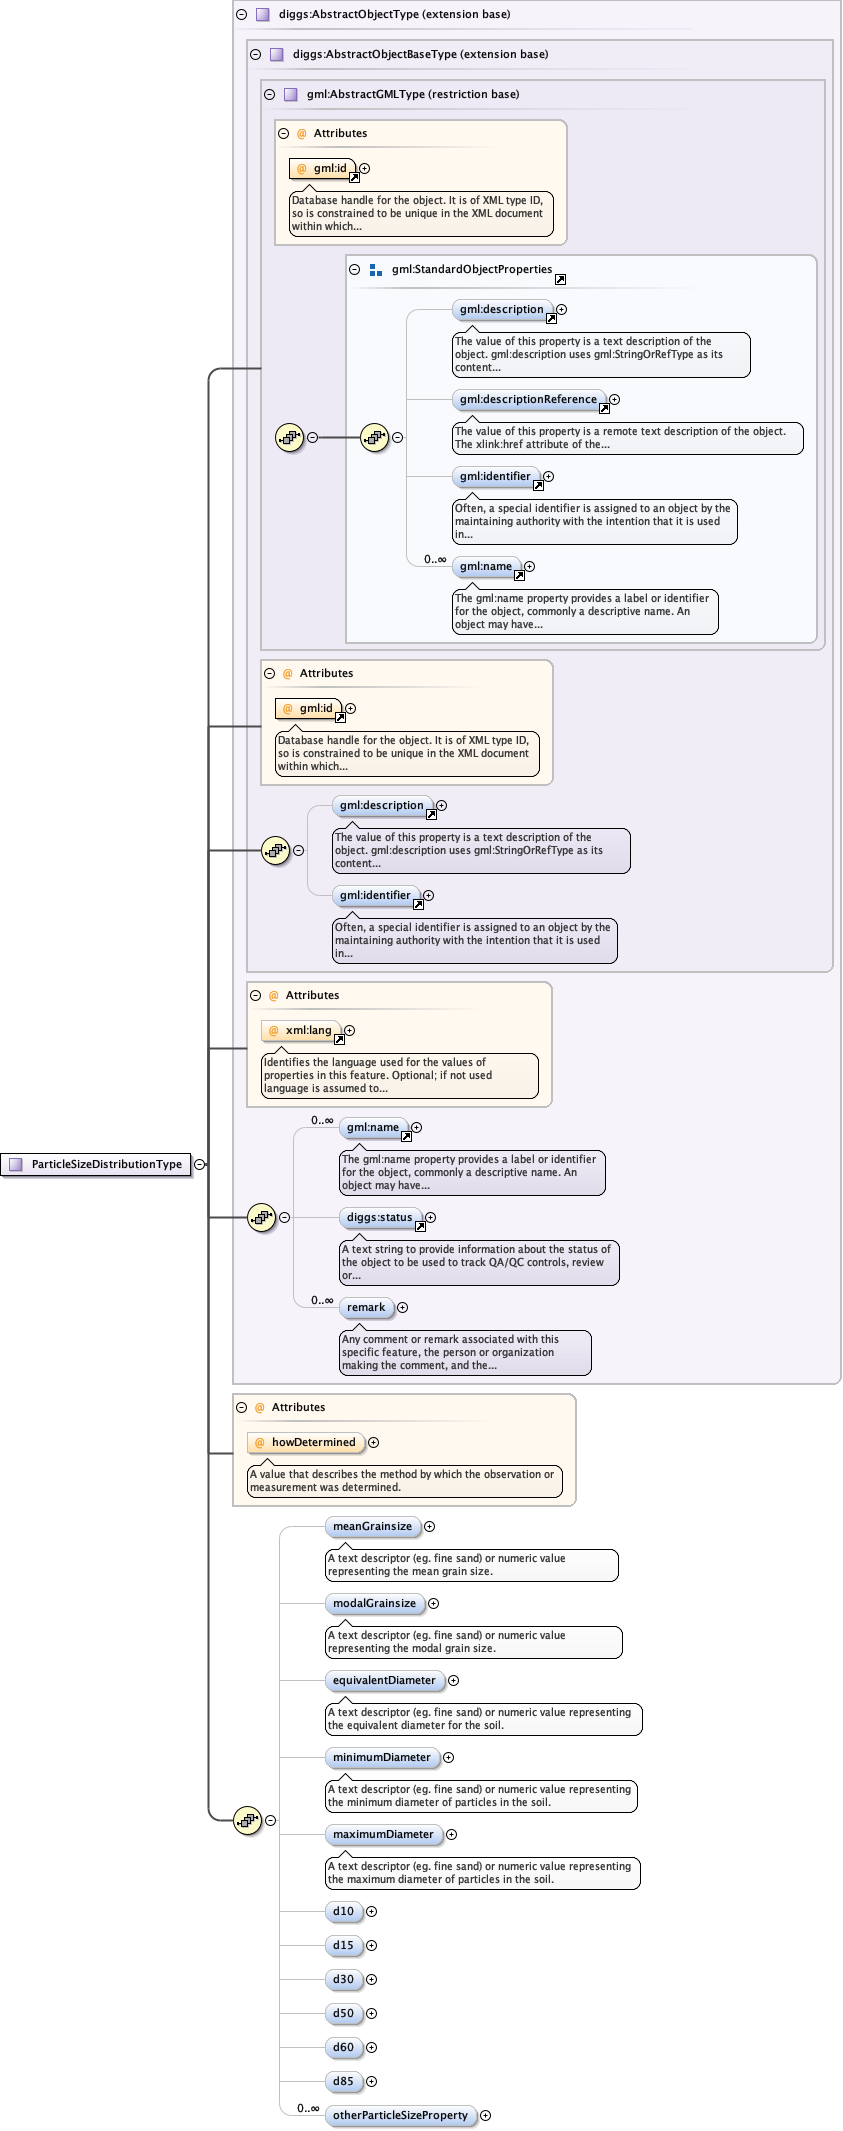 diggs:AbstractObjectType (extension base)
diggs:AbstractObjectBaseType (extension base)
gml:AbstractGMLType (restriction base)
@ Attributes
@ gml:id
Database handle for the object. It is of XML type ID,
so is constrained to be unique in the XML document
within which...
gml:StandardObjectProperties
gml:description
The value of this property is a text description of the
object. gml:description uses gml:StringOrRefType as its
content...
gml:descriptionReference
The value of this property is a remote text description of the object.
The xlink:href attribute of the...
gml:identifier
Often, a special identifier is assigned to an object by the
maintaining authority with the intention that it is used
in...
0..∞
gml:name
The gml:name property provides a label or identifier
for the object, commonly a descriptive name. An
object may have...
@ Attributes
@ gml:id
Database handle for the object. It is of XML type ID,
so is constrained to be unique in the XML document
within which...
gml:description
The value of this property is a text description of the
object. gml:description uses gml:StringOrRefType as its
content...
gml:identifier
Often, a special identifier is assigned to an object by the
maintaining authority with the intention that it is used
in...
@ Attributes
@ xml:lang
Identifies the language used for the values of
properties in this feature. Optional; if not used
language is assumed to...
0..∞
gml:name
The gml:name property provides a label or identifier
for the object, commonly a descriptive name. An
object may have...
ParticleSizeDistributionType
diggs:status
A text string to provide information about the status of
the object to be used to track QA/QC controls, review
or...
0..∞
remark
Any comment or remark associated with this
specific feature, the person or organization
making the comment, and the...
@ Attributes
@ howDetermined
A value that describes the method by which the observation or
measurement was determined.
meanGrainsize
A text descriptor (eg. fine sand) or numeric value
representing the mean grain size.
modalGrainsize
A text descriptor (eg. fine sand) or numeric value
representing the modal grain size.
equivalentDiameter
A text descriptor (eg. fine sand) or numeric value representing
the equivalent diameter for the soil.
minimumDiameter
A text descriptor (eg. fine sand) or numeric value representing
the minimum diameter of particles in the soil.
maximumDiameter
A text descriptor (eg. fine sand) or numeric value representing
the maximum diameter of particles in the soil.
d10
d15
d30
d50
d60
d85
0..∞
otherParticleSizeProperty